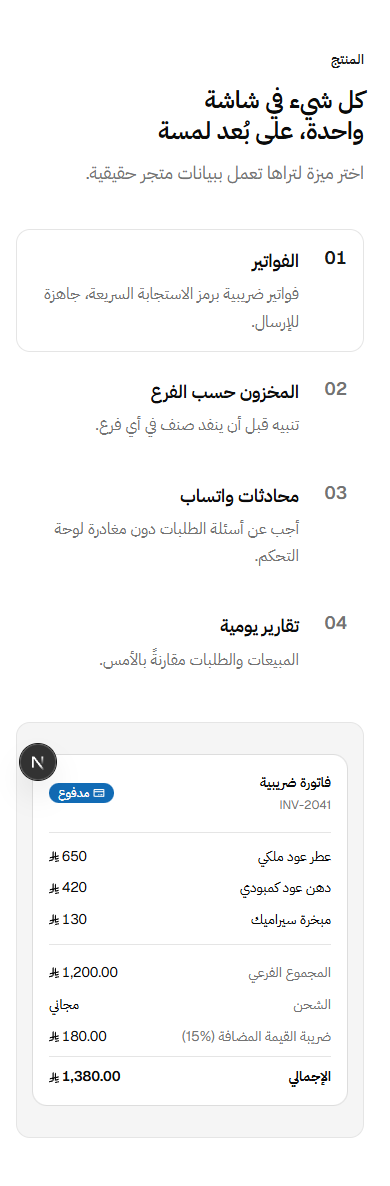 المنتج
كل شيء في شاشة
واحدة، على بُعد لمسة
اختر ميزة لتراها تعمل ببيانات متجر حقيقية.
01 الفواتير
فواتير ضريبية برمز الاستجابة السريعة، جاهزة
للإرسال.
02 المخزون حسب الفرع
تنبيه قبل أن ينفد صنف في أي فرع.
03 محادثات واتساب
أجب عن أسئلة الطلبات دون مغادرة لوحة
التحكم.
04 تقارير يومية
المبيعات والطلبات مقارنةً بالأمس.
N
فاتورة ضريبية
مدفوع
INV-2041
عطر عود ملكي 650 ⃁
دهن عود كمبودي 420 ⃁
مبخرة سيراميك 130 ⃁
المجموع الفرعي 1,200.00 ⃁
الشحن مجاني
ضريبة القيمة المضافة (15%) 180.00 ⃁
الإجمالي 1,380.00 ⃁